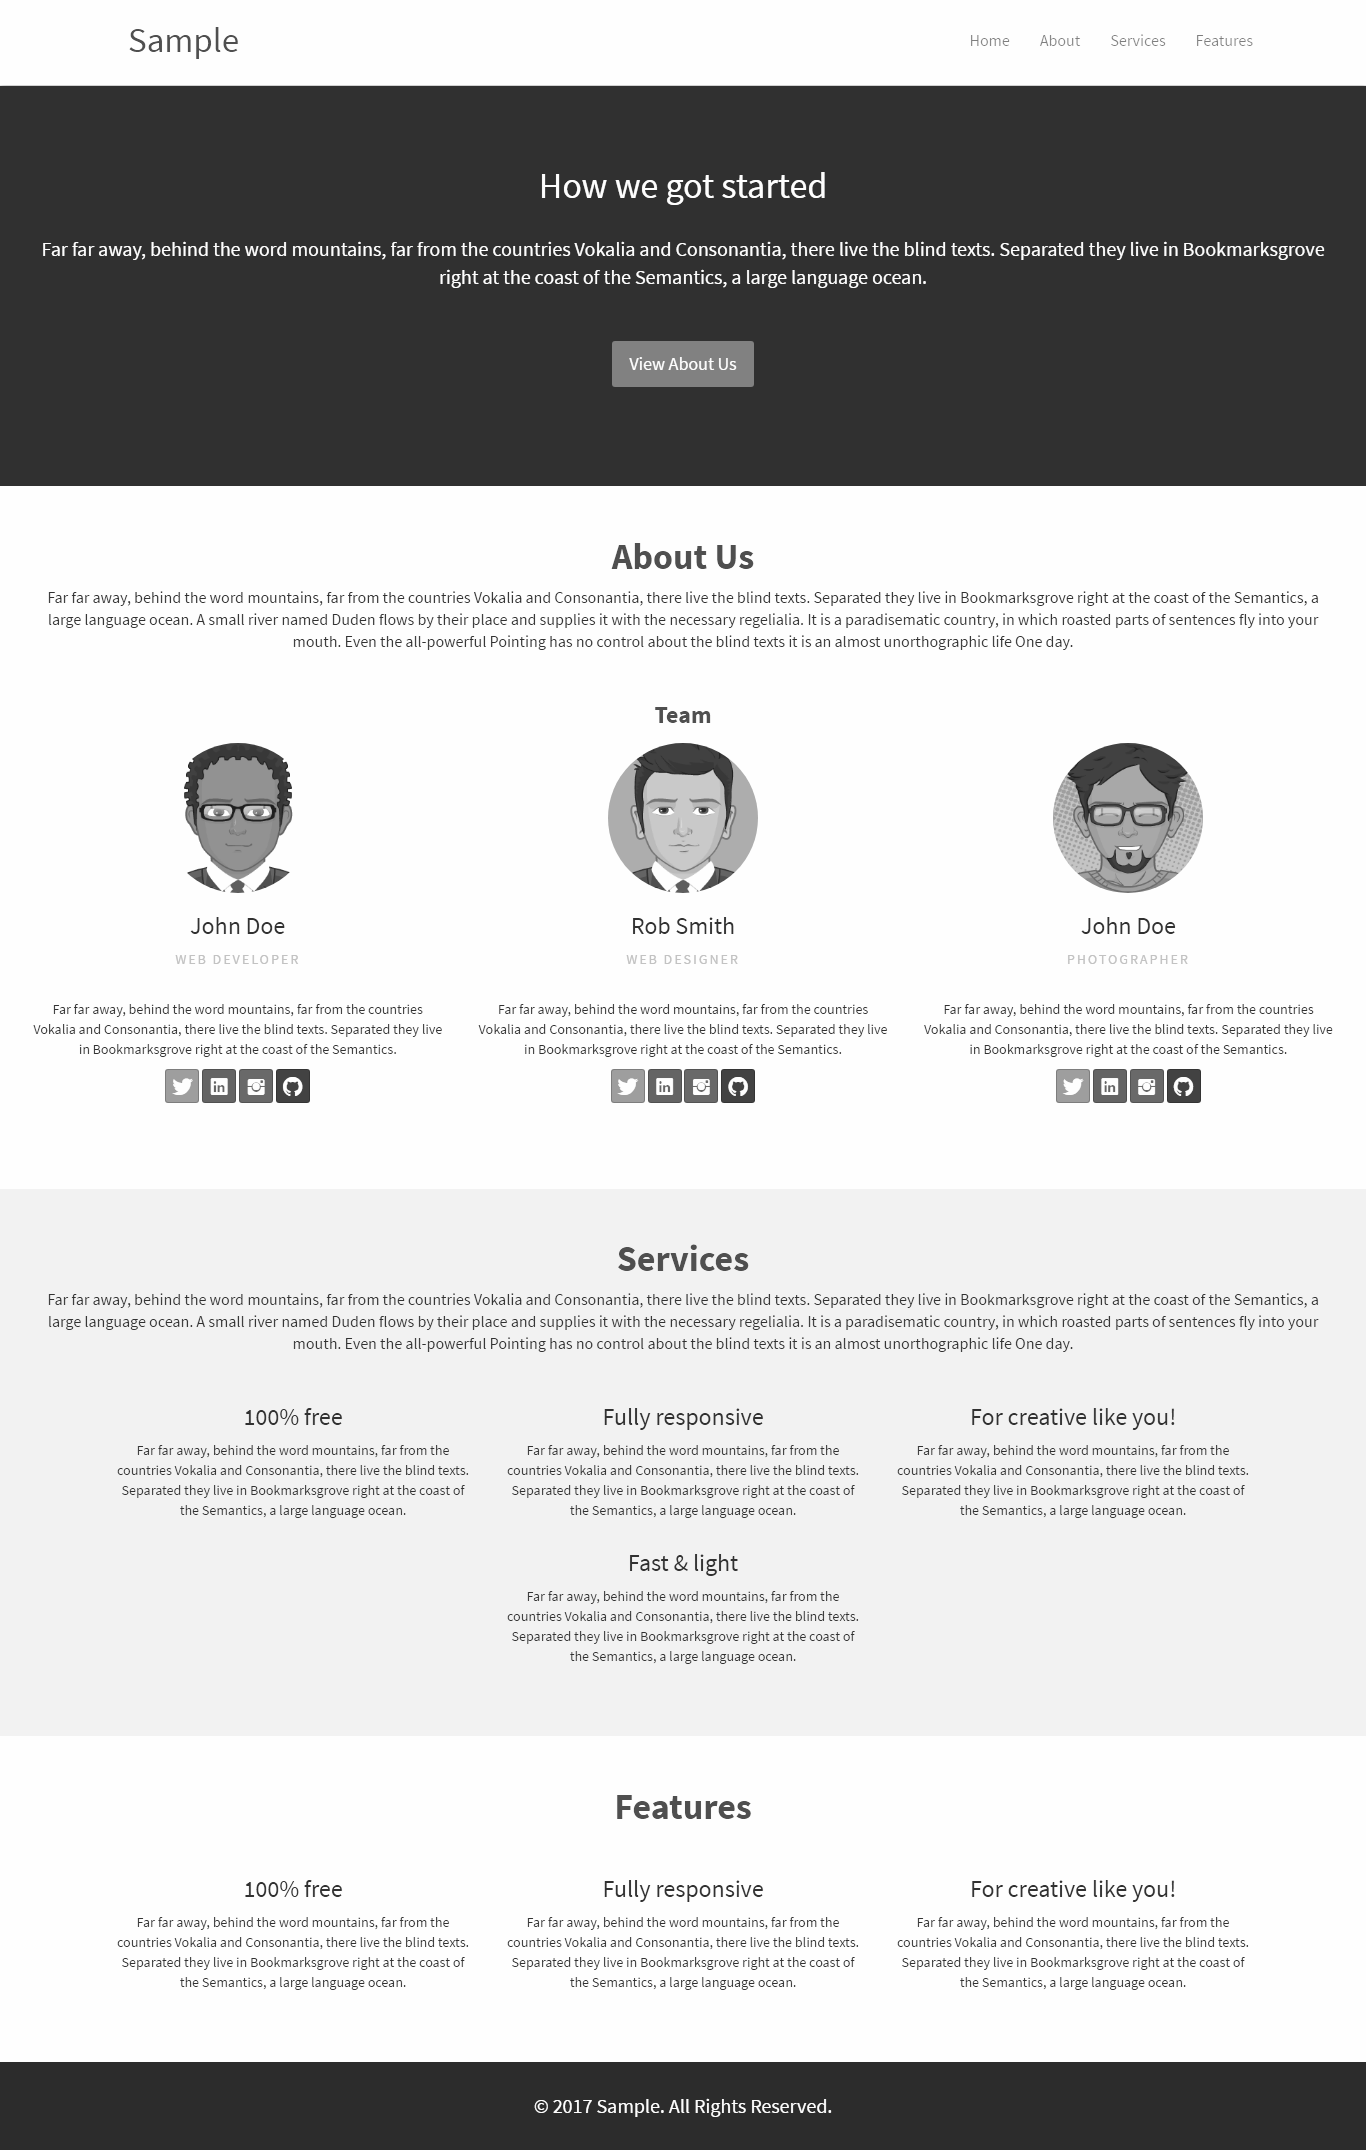 Sample
Home About Services Features
How we got started
Far far away, behind the word mountains, far from the countries Vokalia and Consonantia, there live the blind texts. Separated they live in Bookmarksgrove
right at the coast of the Semantics, a large language ocean.
View About Us
About Us
Far far away, behind the word mountains, far from the countries Vokalia and Consonantia, there live the blind texts. Separated they live in Bookmarksgrove right at the coast of the Semantics, a
large language ocean. A small river named Duden flows by their place and supplies it with the necessary regelialia. It is a paradisematic country, in which roasted parts of sentences fly into your
mouth. Even the all-powerful Pointing has no control about the blind texts it is an almost unorthographic life One day.
Team
John Doe
WEB DEVELOPER
Far far away, behind the word mountains, far from the countries
Vokalia and Consonantia, there live the blind texts. Separated they live
in Bookmarksgrove right at the coast of the Semantics.
in
Rob Smith
WEB DESIGNER
Far far away, behind the word mountains, far from the countries
Vokalia and Consonantia, there live the blind texts. Separated they live
in Bookmarksgrove right at the coast of the Semantics.
in
John Doe
PHOTOGRAPHER
Far far away, behind the word mountains, far from the countries
Vokalia and Consonantia, there live the blind texts. Separated they live
in Bookmarksgrove right at the coast of the Semantics.
in
Services
Far far away, behind the word mountains, far from the countries Vokalia and Consonantia, there live the blind texts. Separated they live in Bookmarksgrove right at the coast of the Semantics, a
large language ocean. A small river named Duden flows by their place and supplies it with the necessary regelialia. It is a paradisematic country, in which roasted parts of sentences fly into your
mouth. Even the all-powerful Pointing has no control about the blind texts it is an almost unorthographic life One day.
100% free
Far far away, behind the word mountains, far from the
countries Vokalia and Consonantia, there live the blind texts.
Separated they live in Bookmarksgrove right at the coast of
the Semantics, a large language ocean.
Fully responsive
Far far away, behind the word mountains, far from the
countries Vokalia and Consonantia, there live the blind texts.
Separated they live in Bookmarksgrove right at the coast of
the Semantics, a large language ocean.
For creative like you!
Far far away, behind the word mountains, far from the
countries Vokalia and Consonantia, there live the blind texts.
Separated they live in Bookmarksgrove right at the coast of
the Semantics, a large language ocean.
Fast & light
Far far away, behind the word mountains, far from the
countries Vokalia and Consonantia, there live the blind texts.
Separated they live in Bookmarksgrove right at the coast of
the Semantics, a large language ocean.
Features
100% free
Far far away, behind the word mountains, far from the
countries Vokalia and Consonantia, there live the blind texts.
Separated they live in Bookmarksgrove right at the coast of
the Semantics, a large language ocean.
Fully responsive
Far far away, behind the word mountains, far from the
countries Vokalia and Consonantia, there live the blind texts.
Separated they live in Bookmarksgrove right at the coast of
the Semantics, a large language ocean.
For creative like you!
Far far away, behind the word mountains, far from the
countries Vokalia and Consonantia, there live the blind texts.
Separated they live in Bookmarksgrove right at the coast of
the Semantics, a large language ocean.
© 2017 Sample. All Rights Reserved.